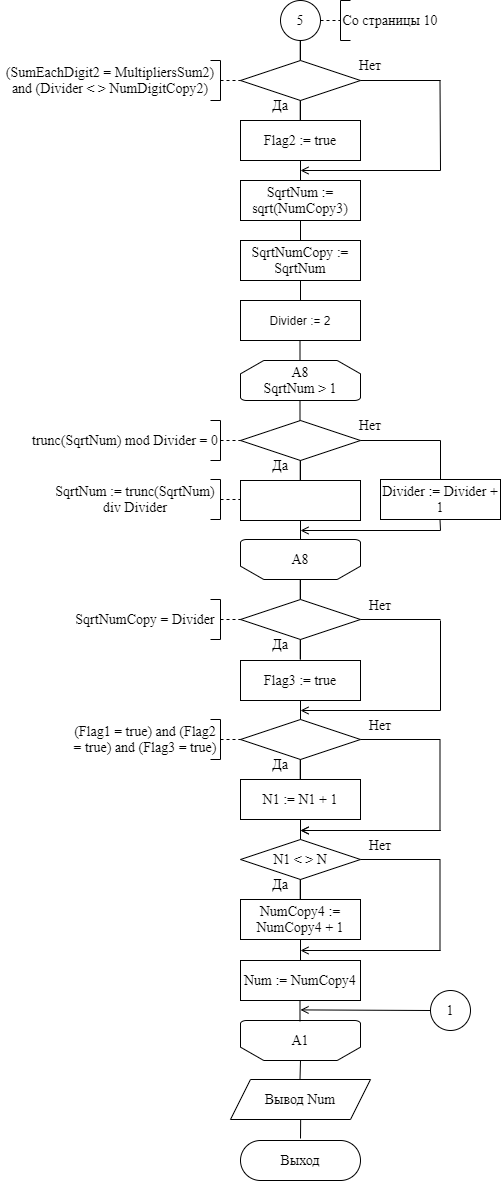 5
Со страницы 10
(SumEachDigit2 = MultipliersSum2)
and (Divider < > NumDigitCopy2)
Нет
Да
Flag2 := true
SqrtNum :=
sqrt(NumCopy3)
SqrtNumCopy :=
SqrtNum
Divider := 2
A8
SqrtNum > 1
trunc(SqrtNum) mod Divider = 0
Нет
Да
SqrtNum := trunc(SqrtNum)
div Divider
Divider := Divider +
1
A8
SqrtNumCopy = Divider
Нет
Да
Flag3 := true
(Flag1 = true) and (Flag2
= true) and (Flag3 = true)
Нет
Да
N1 := N1 + 1
N1 < > N
Нет
Да
NumCopy4 :=
NumCopy4 + 1
Num := NumCopy4
1
A1
Вывод Num
Выход